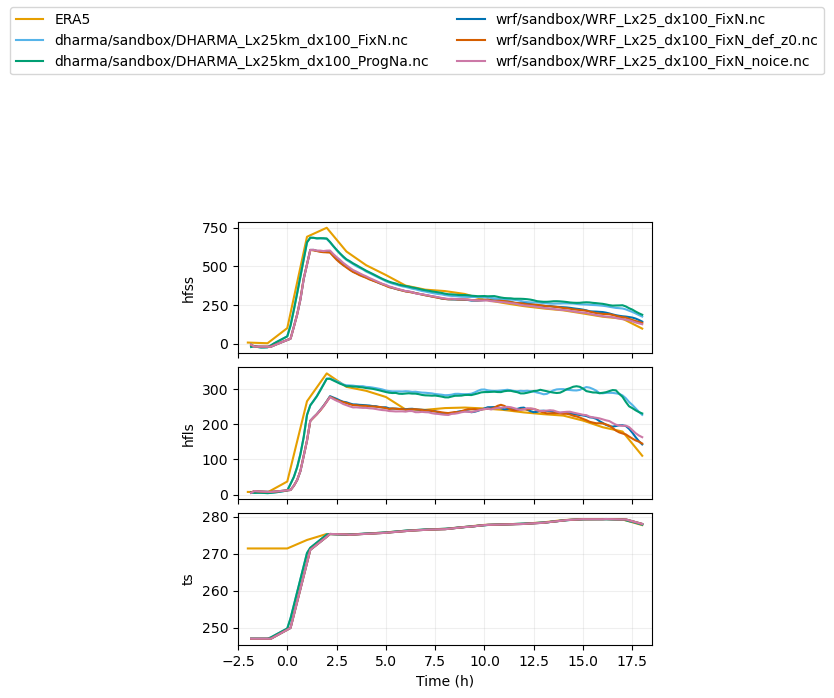 ERA5
dharma/sandbox/DHARMA_Lx25km_dx100_FixN.nc
dharma/sandbox/DHARMA_Lx25km_dx100_ProgNa.nc
wrf/sandbox/WRF_Lx25_dx100_FixN.nc
wrf/sandbox/WRF_Lx25_dx100_FixN_def_z0.nc
wrf/sandbox/WRF_Lx25_dx100_FixN_noice.nc
750
500
250
0
hfss
300
200
100
0
hfls
280
270
260
250
ts
−2.5 0.0 2.5 5.0 7.5 10.0 12.5 15.0 17.5
Time (h)